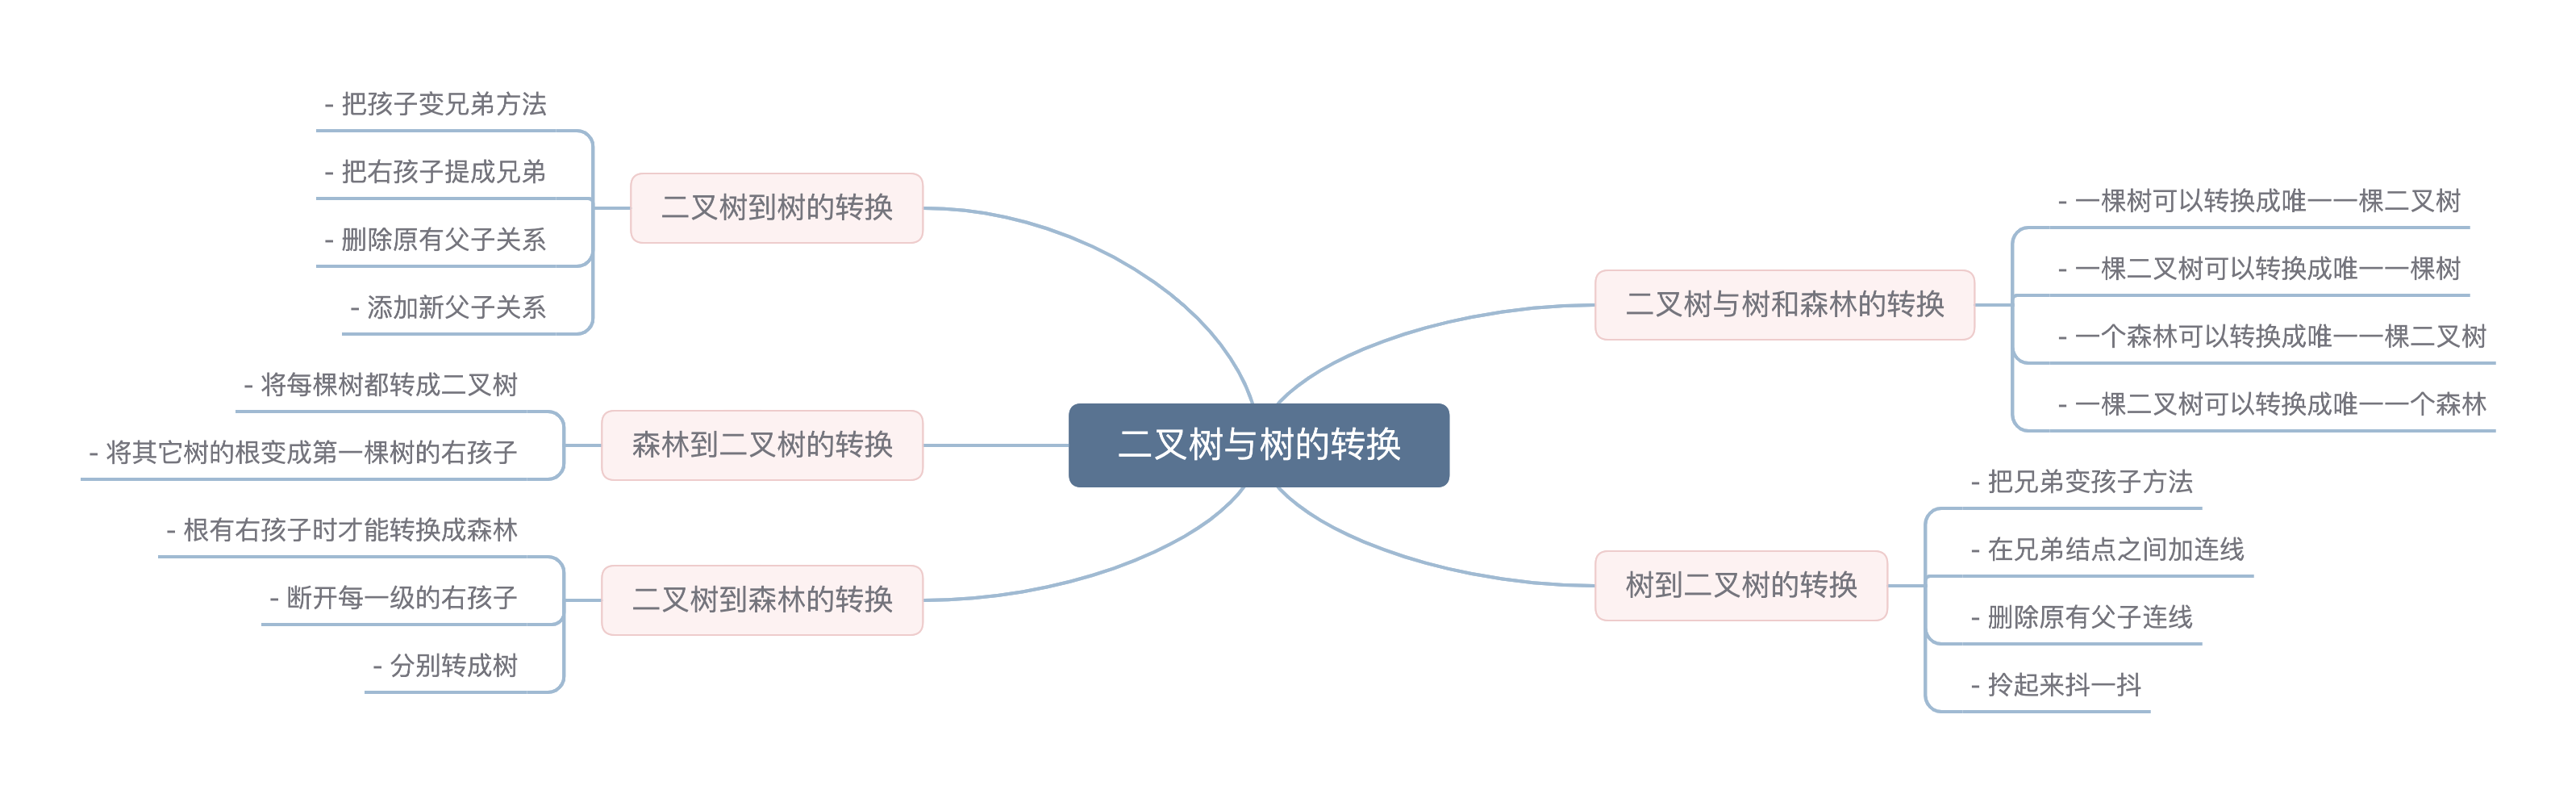 二叉树与树的转换
二叉树与树和森林的转换
- 一棵树可以转换成唯一一棵二叉树
- 一棵二叉树可以转换成唯一一棵树
- 一个森林可以转换成唯一一棵二叉树
- 一棵二叉树可以转换成唯一一个森林
树到二叉树的转换
- 把兄弟变孩子方法
- 在兄弟结点之间加连线
- 删除原有父子连线
- 拎起来抖一抖
二叉树到树的转换
- 把孩子变兄弟方法
- 把右孩子提成兄弟
- 删除原有父子关系
- 添加新父子关系
森林到二叉树的转换
- 将每棵树都转成二叉树
- 将其它树的根变成第一棵树的右孩子
二叉树到森林的转换
- 根有右孩子时才能转换成森林
- 断开每一级的右孩子
- 分别转成树